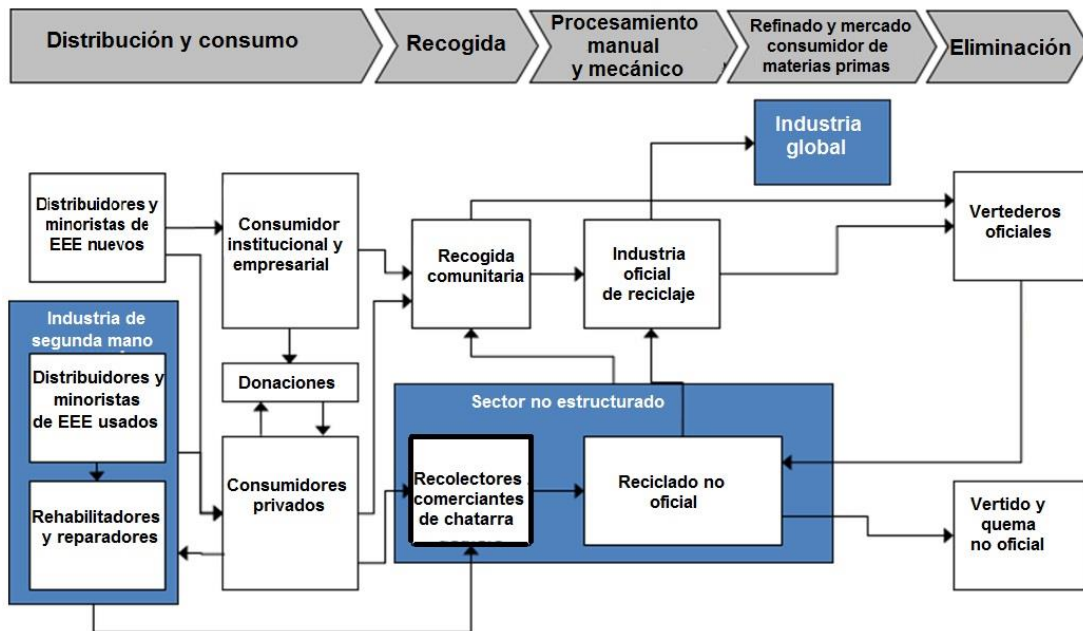 Distribución y consumo
Recogida
Procesamiento
manual
y mecánico
Refinado y mercado
consumidor de
materias primas
Eliminación
Industria
global
Distribuidores y
minoristas de
EEE nuevos
Consumidor
institucional y
empresarial
Recogida
comunitaria
Industria
oficial
de reciclaje
Vertederos
oficiales
Industria de
segunda mano
Distribuidores y
minoristas
de EEE usados
Rehabilitadores
y reparadores
Donaciones
Consumidores
privados
Sector no estructurado
Recolectores
comerciantes
de chatarra
Reciclado no
oficial
Vertido y
quema
no oficial